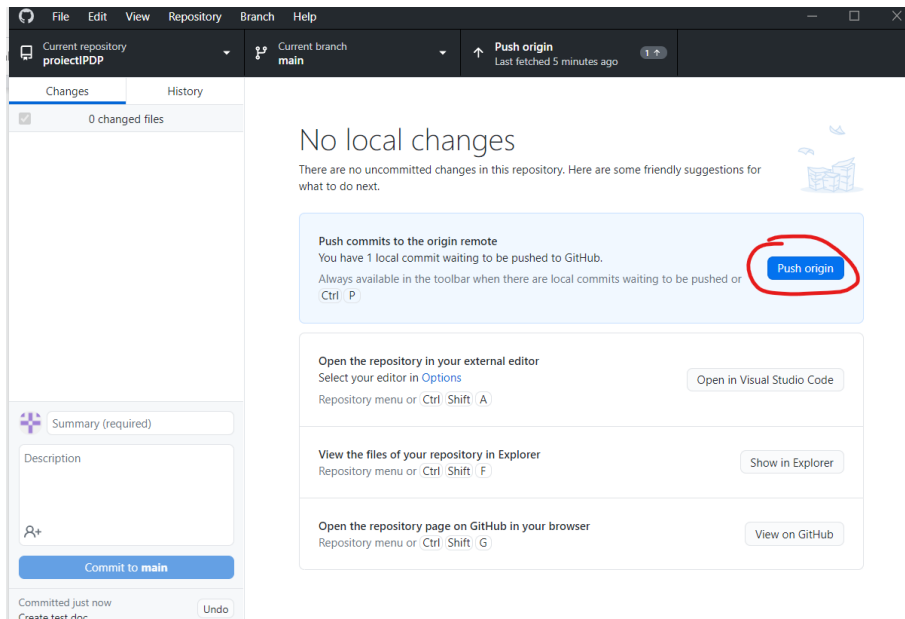 File Edit View Repository Branch Help
Current repository
proiectIPDP
Current branch
main
Push origin
Last fetched 5 minutes ago
1
Changes History
0 changed files
No local changes
There are no uncommitted changes in this repository. Here are some friendly suggestions for
what to do next.
Push commits to the origin remote
You have 1 local commit waiting to be pushed to GitHub.
Always available in the toolbar when there are local commits waiting to be pushed or
Ctrl P
Push origin
Open the repository in your external editor
Select your editor in Options
Repository menu or Ctrl Shift A
Open in Visual Studio Code
View the files of your repository in Explorer
Repository menu or Ctrl Shift F
Show in Explorer
Open the repository page on GitHub in your browser
Repository menu or Ctrl Shift G
View on GitHub
Summary (required)
Description
Commit to main
Committed just now
Create test.doc
Undo